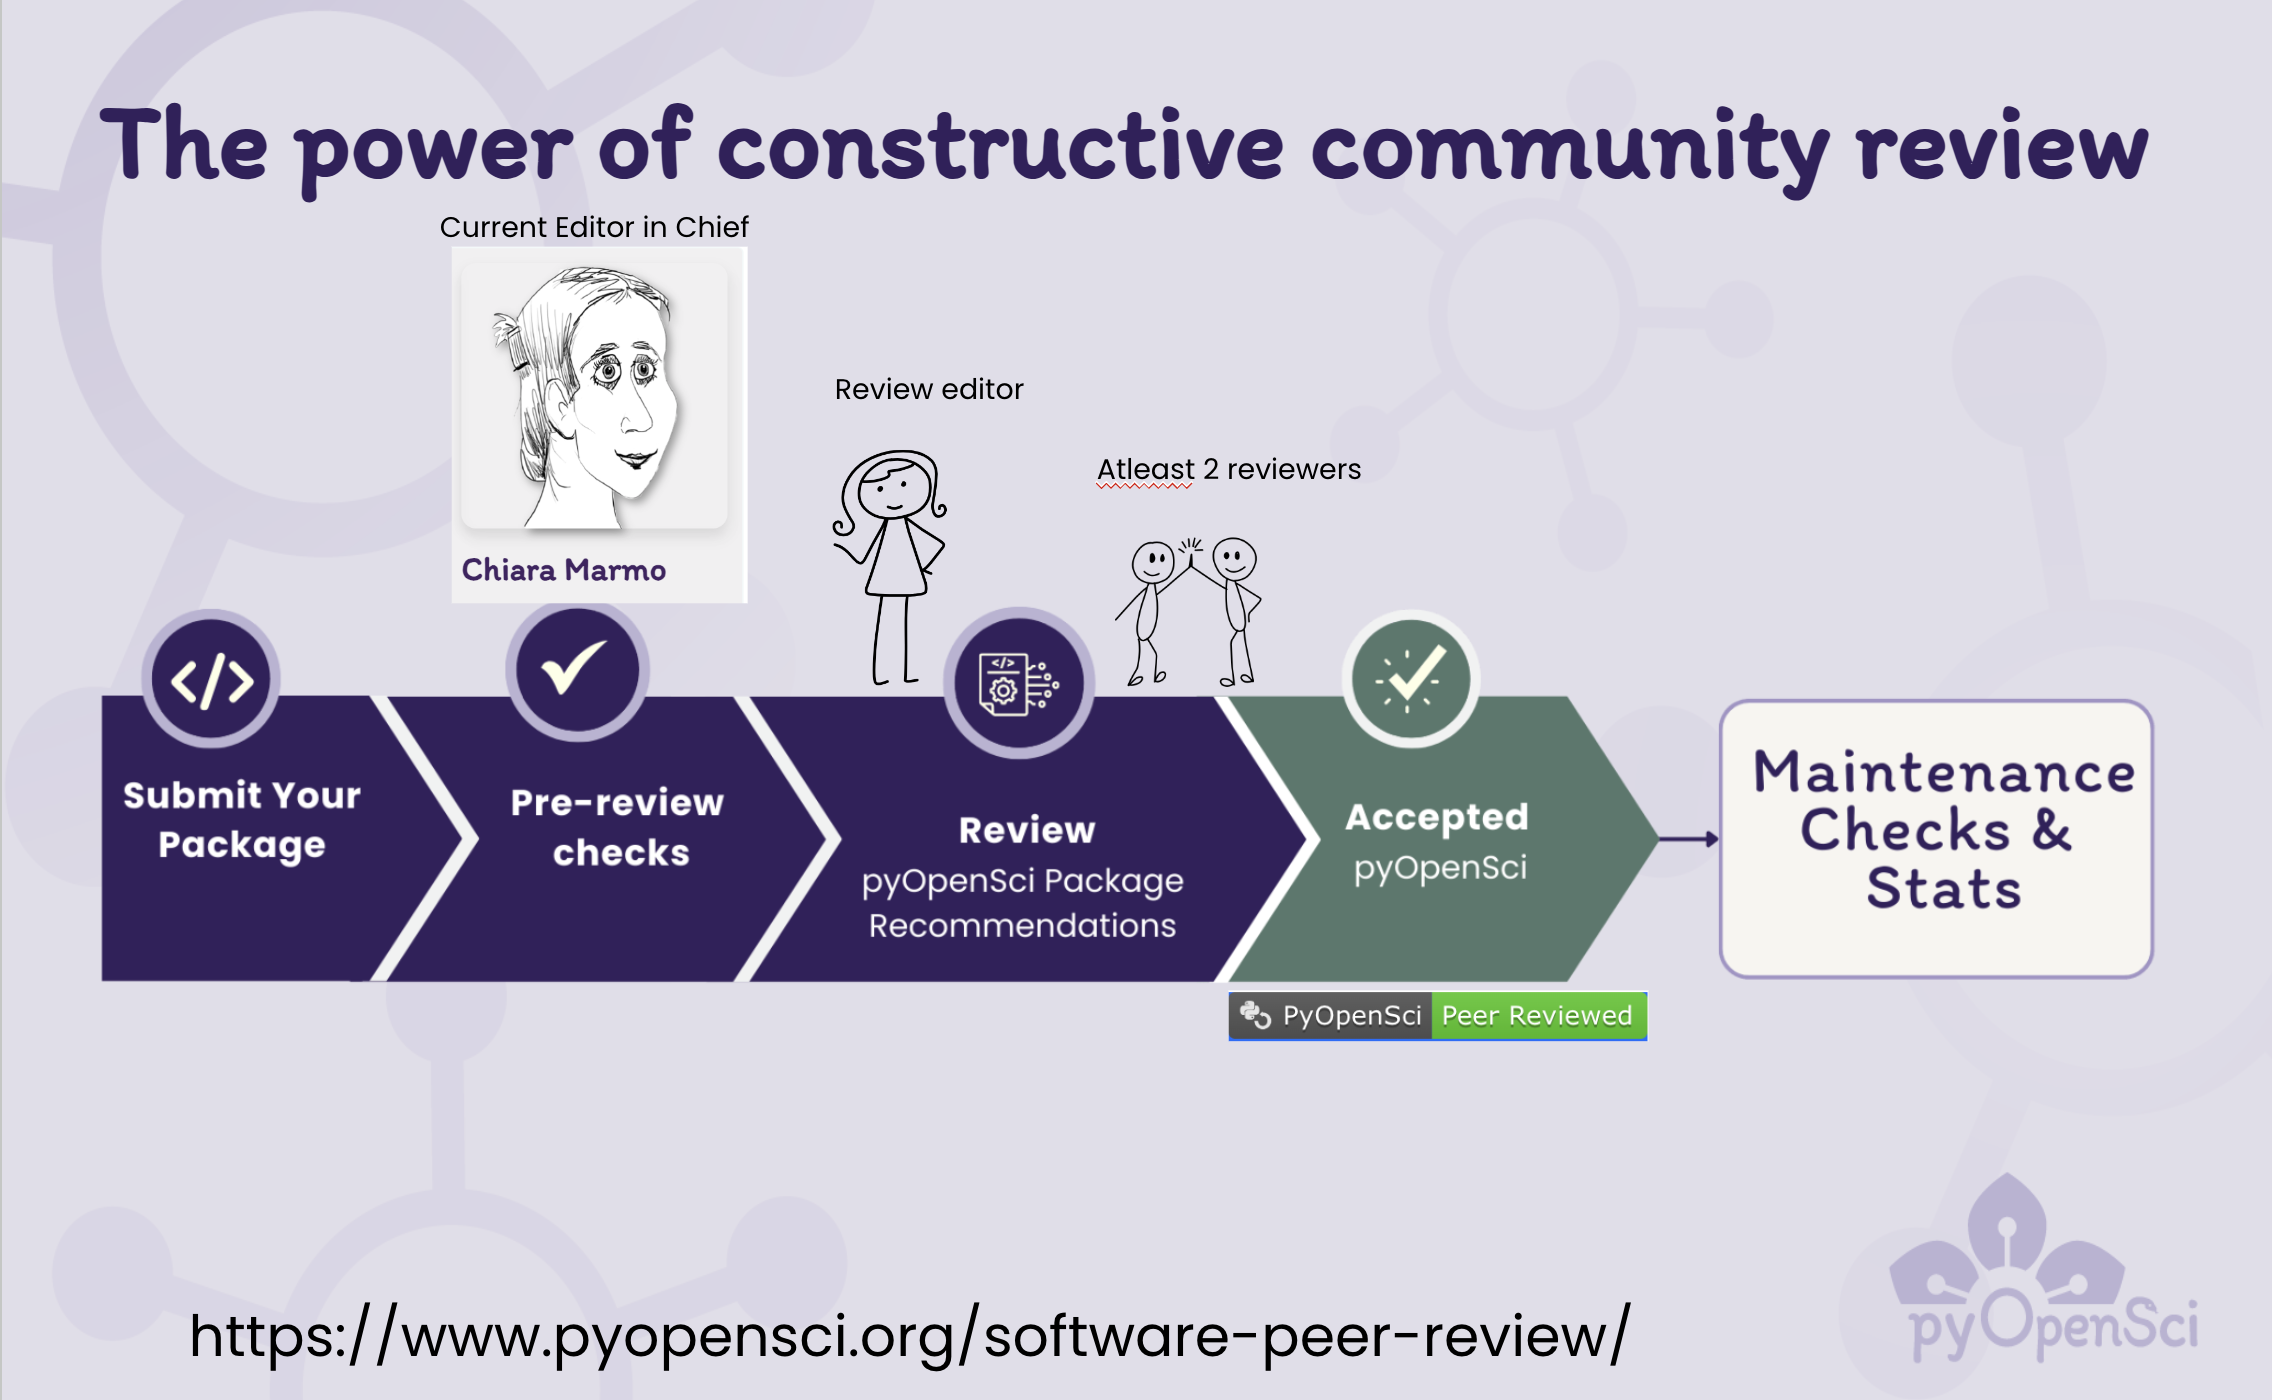 The power of constructive community review
Current Editor in Chief
Chiara Marmo
Review editor
Atleast 2 reviewers
</>
</>
Submit Your
Package
Pre-review
checks
Review
pyOpenSci Package
Recommendations
Accepted
pyOpenSci
Maintenance
Checks &
Stats
PyOpenSci Peer Reviewed
https://www.pyopensci.org/software-peer-review/
pyOpenSci